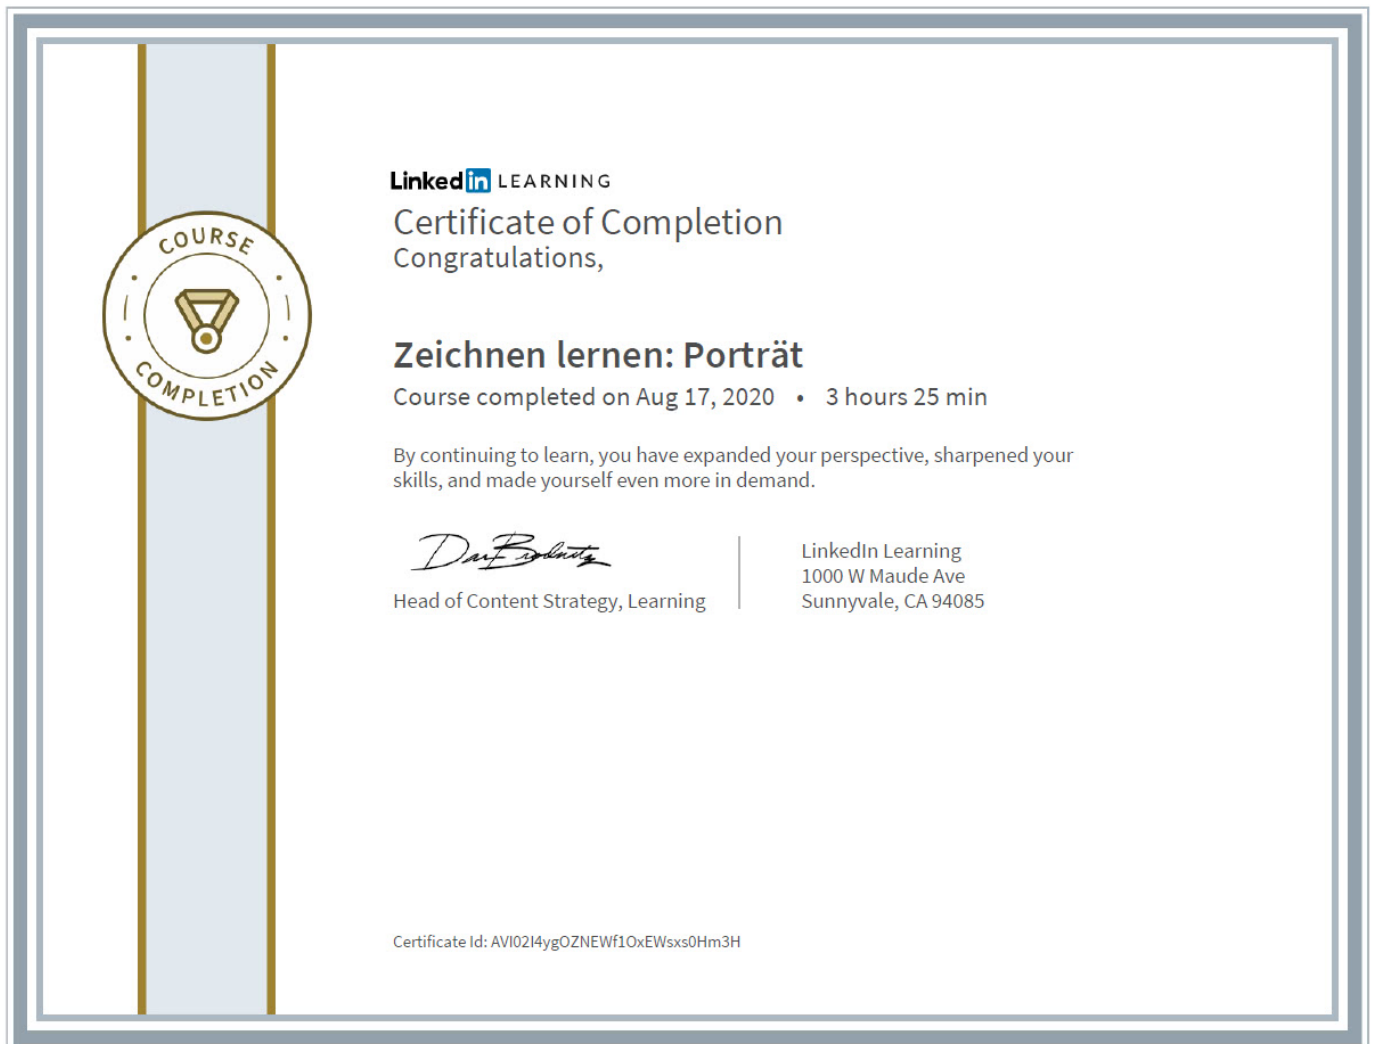 COURSE
COMPLETION
Linkedin LEARNING
Certificate of Completion
Congratulations,
Zeichnen lernen: Porträt
Course completed on Aug 17, 2020 • 3 hours 25 min
By continuing to learn, you have expanded your perspective, sharpened your
skills, and made yourself even more in demand.
Head of Content Strategy, Learning
LinkedIn Learning
1000 W Maude Ave
Sunnyvale, CA 94085
Certificate Id: AVI02I4ygOZNEWf1OxEWsxs0Hm3H